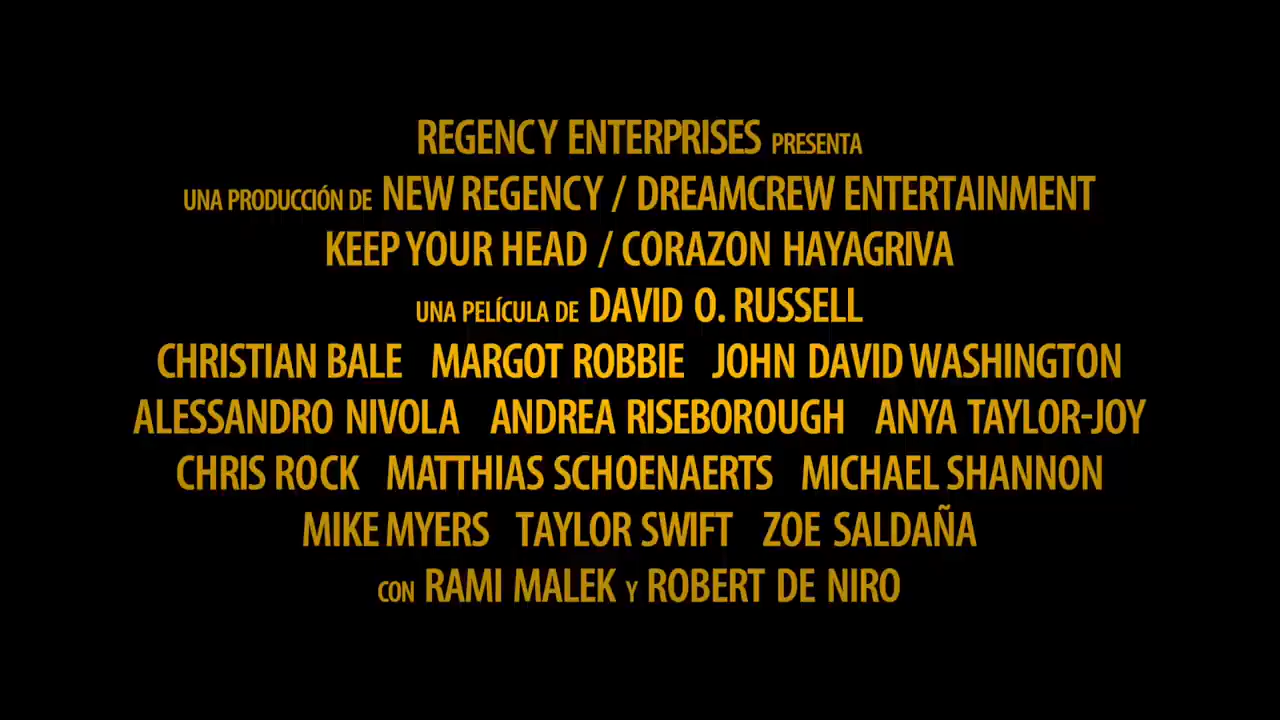 REGENCY ENTERPRISES PRESENTA
UNA PRODUCCIÓN DE NEW REGENCY / DREAMCREW ENTERTAINMENT
KEEP YOUR HEAD / CORAZON HAYAGRIVA
UNA PELÍCULA DE DAVID O. RUSSELL
CHRISTIAN BALE MARGOT ROBBIE JOHN DAVID WASHINGTON
ALESSANDRO NIVOLA ANDREA RISEBOROUGH ANYA TAYLOR-JOY
CHRIS ROCK MATTHIAS SCHOENAERTS MICHAEL SHANNON
MIKE MYERS TAYLOR SWIFT ZOE SALDAÑA
CON RAMI MALEK Y ROBERT DE NIRO